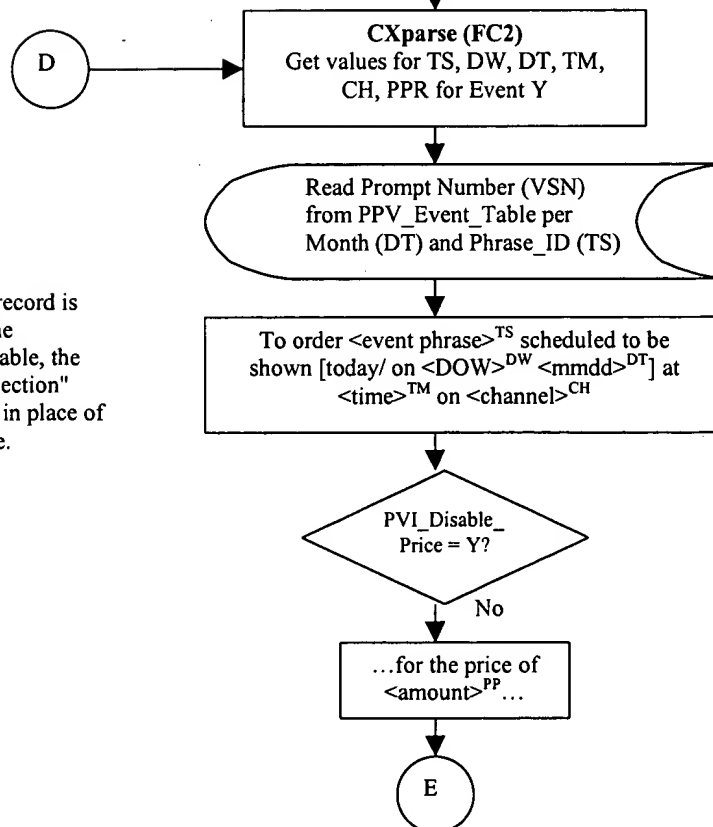 D
CXparse (FC2)
Get values for TS, DW, DT, TM,
CH, PPR for Event Y
Read Prompt Number (VSN)
from PPV_Event_Table per
Month (DT) and Phrase_ID (TS)
record is
able, the
ection"
in place of
To order <event phrase>TS scheduled to be
shown [today/ on <DOW>DW <mmdd>DT] at
<time>TM on <channel>CH
PVI_Disable_
Price = Y?
No
…for the price of
<amount>PP…
E